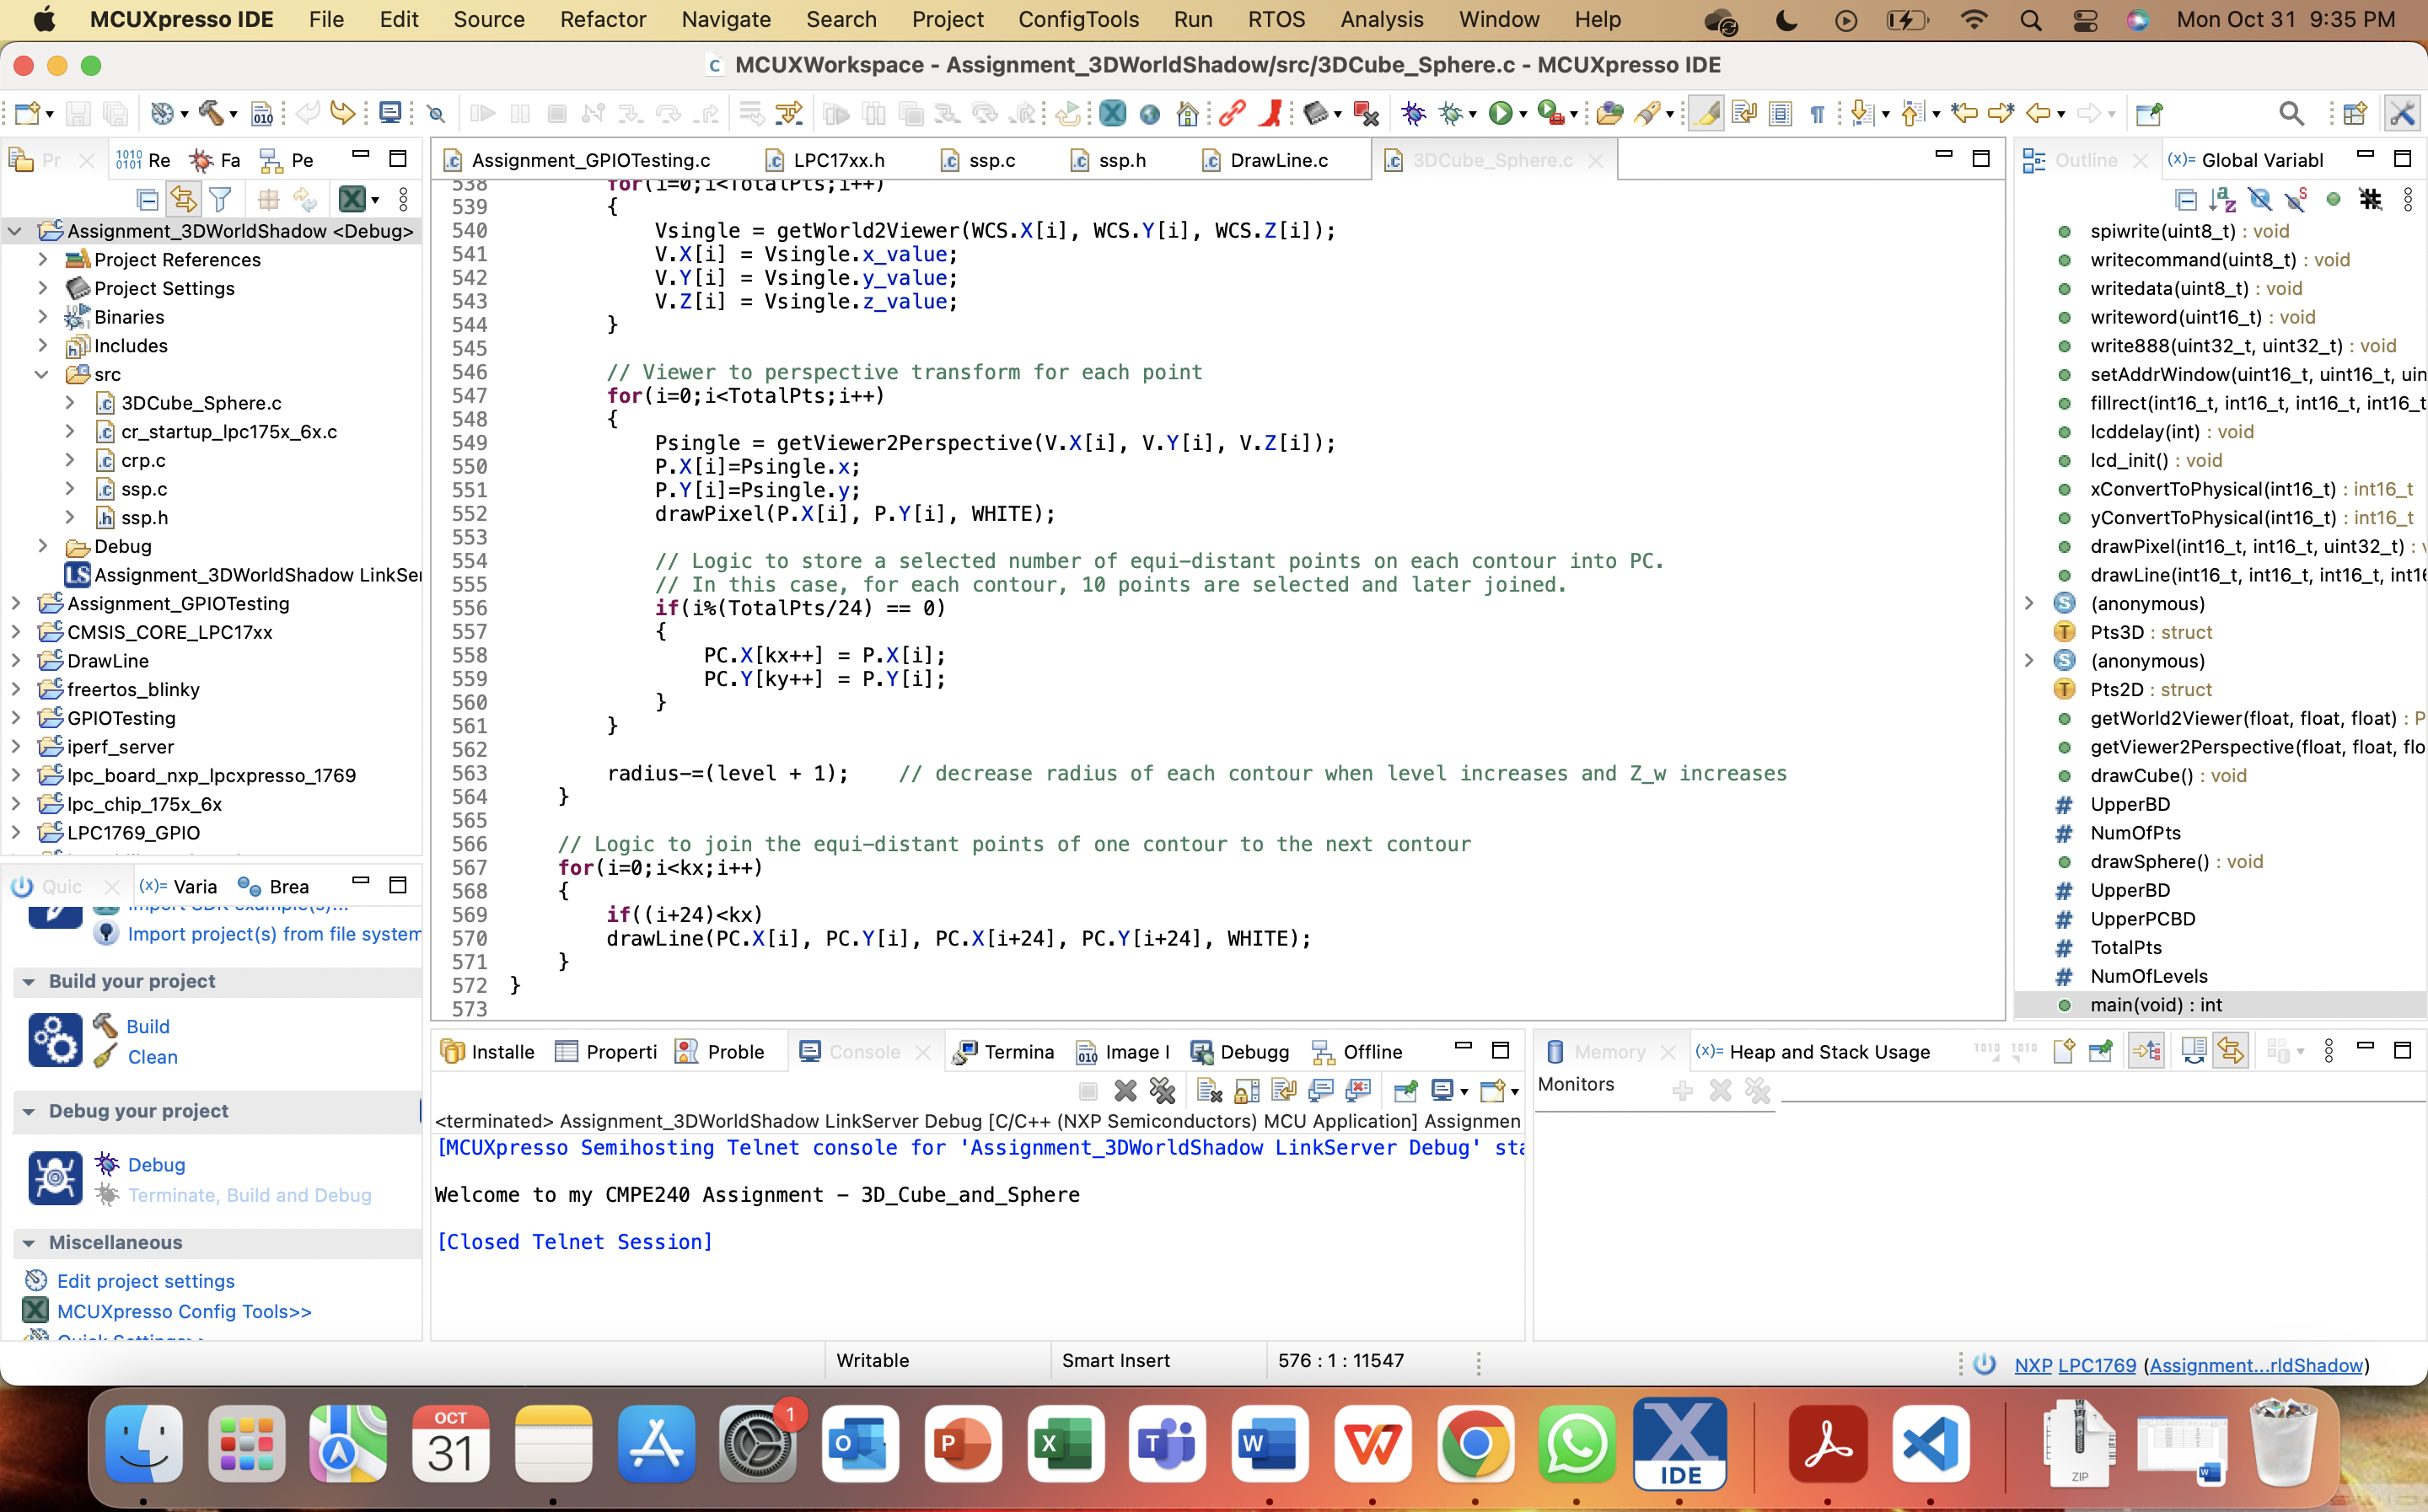 MCUXpresso IDE File Edit Source Refactor Navigate Search Project ConfigTools Run RTOS Analysis Window Help Mon Oct 31 9:35 PM
MCUXWorkspace - Assignment_3DWorldShadow/src/3DCube_Sphere.c - MCUXpresso IDE
Pr Re Fa Pe
Assignment_3DWorldShadow <Debug>
Project References
Project Settings
Binaries
Includes
src
3DCube_Sphere.c
cr_startup_lpc175x_6x.c
crp.c
ssp.c
ssp.h
Debug
Assignment_3DWorldShadow LinkSer
Assignment_GPIOTesting
CMSIS_CORE_LPC17xx
DrawLine
freertos_blinky
GPIOTesting
iperf_server
lpc_board_nxp_lpcxpresso_1769
lpc_chip_175x_6x
LPC1769_GPIO
Quic (x)= Varia Brea
Import SDK example(s)...
Import project(s) from file system
Build your project
Build
Clean
Debug your project
Debug
Terminate, Build and Debug
Miscellaneous
Edit project settings
MCUXpresso Config Tools>>
Quick Settings>>
Assignment_GPIOTesting.c LPC17xx.h ssp.c ssp.h DrawLine.c 3DCube_Sphere.c
538 for(i=0;i<TotalPts;i++)
539 {
540 Vsingle = getWorld2Viewer(WCS.X[i], WCS.Y[i], WCS.Z[i]);
541 V.X[i] = Vsingle.x_value;
542 V.Y[i] = Vsingle.y_value;
543 V.Z[i] = Vsingle.z_value;
544 }
545
546 // Viewer to perspective transform for each point
547 for(i=0;i<TotalPts;i++)
548 {
549 Psingle = getViewer2Perspective(V.X[i], V.Y[i], V.Z[i]);
550 P.X[i]=Psingle.x;
551 P.Y[i]=Psingle.y;
552 drawPixel(P.X[i], P.Y[i], WHITE);
553
554 // Logic to store a selected number of equi-distant points on each contour into PC.
555 // In this case, for each contour, 10 points are selected and later joined.
556 if(i%(TotalPts/24) == 0)
557 {
558 PC.X[kx++] = P.X[i];
559 PC.Y[ky++] = P.Y[i];
560 }
561 }
562
563 radius-=(level + 1); // decrease radius of each contour when level increases and Z_w increases
564 }
565
566 // Logic to join the equi-distant points of one contour to the next contour
567 for(i=0;i<kx;i++)
568 {
569 if((i+24)<kx)
570 drawLine(PC.X[i], PC.Y[i], PC.X[i+24], PC.Y[i+24], WHITE);
571 }
572 }
573
Outline (x)= Global Variabl
spiwrite(uint8_t) : void
writecommand(uint8_t) : void
writedata(uint8_t) : void
writeword(uint16_t) : void
write888(uint32_t, uint32_t) : void
setAddrWindow(uint16_t, uint16_t, uin
fillrect(int16_t, int16_t, int16_t, int16_t
lcddelay(int) : void
lcd_init() : void
xConvertToPhysical(int16_t) : int16_t
yConvertToPhysical(int16_t) : int16_t
drawPixel(int16_t, int16_t, uint32_t) : v
drawLine(int16_t, int16_t, int16_t, int16
(anonymous)
Pts3D : struct
(anonymous)
Pts2D : struct
getWorld2Viewer(float, float, float) : P
getViewer2Perspective(float, float, flo
drawCube() : void
UpperBD
NumOfPts
drawSphere() : void
UpperBD
UpperPCBD
TotalPts
NumOfLevels
main(void) : int
Installe Properti Proble Console Termina Image I Debugg Offline
<terminated> Assignment_3DWorldShadow LinkServer Debug [C/C++ (NXP Semiconductors) MCU Application] Assignmen
[MCUXpresso Semihosting Telnet console for 'Assignment_3DWorldShadow LinkServer Debug' sta
Welcome to my CMPE240 Assignment - 3D_Cube_and_Sphere
[Closed Telnet Session]
Memory (x)= Heap and Stack Usage
Monitors
Writable Smart Insert 576 : 1 : 11547 NXP LPC1769 (Assignment...rldShadow)
OCT
31
1
IDE
ZIP